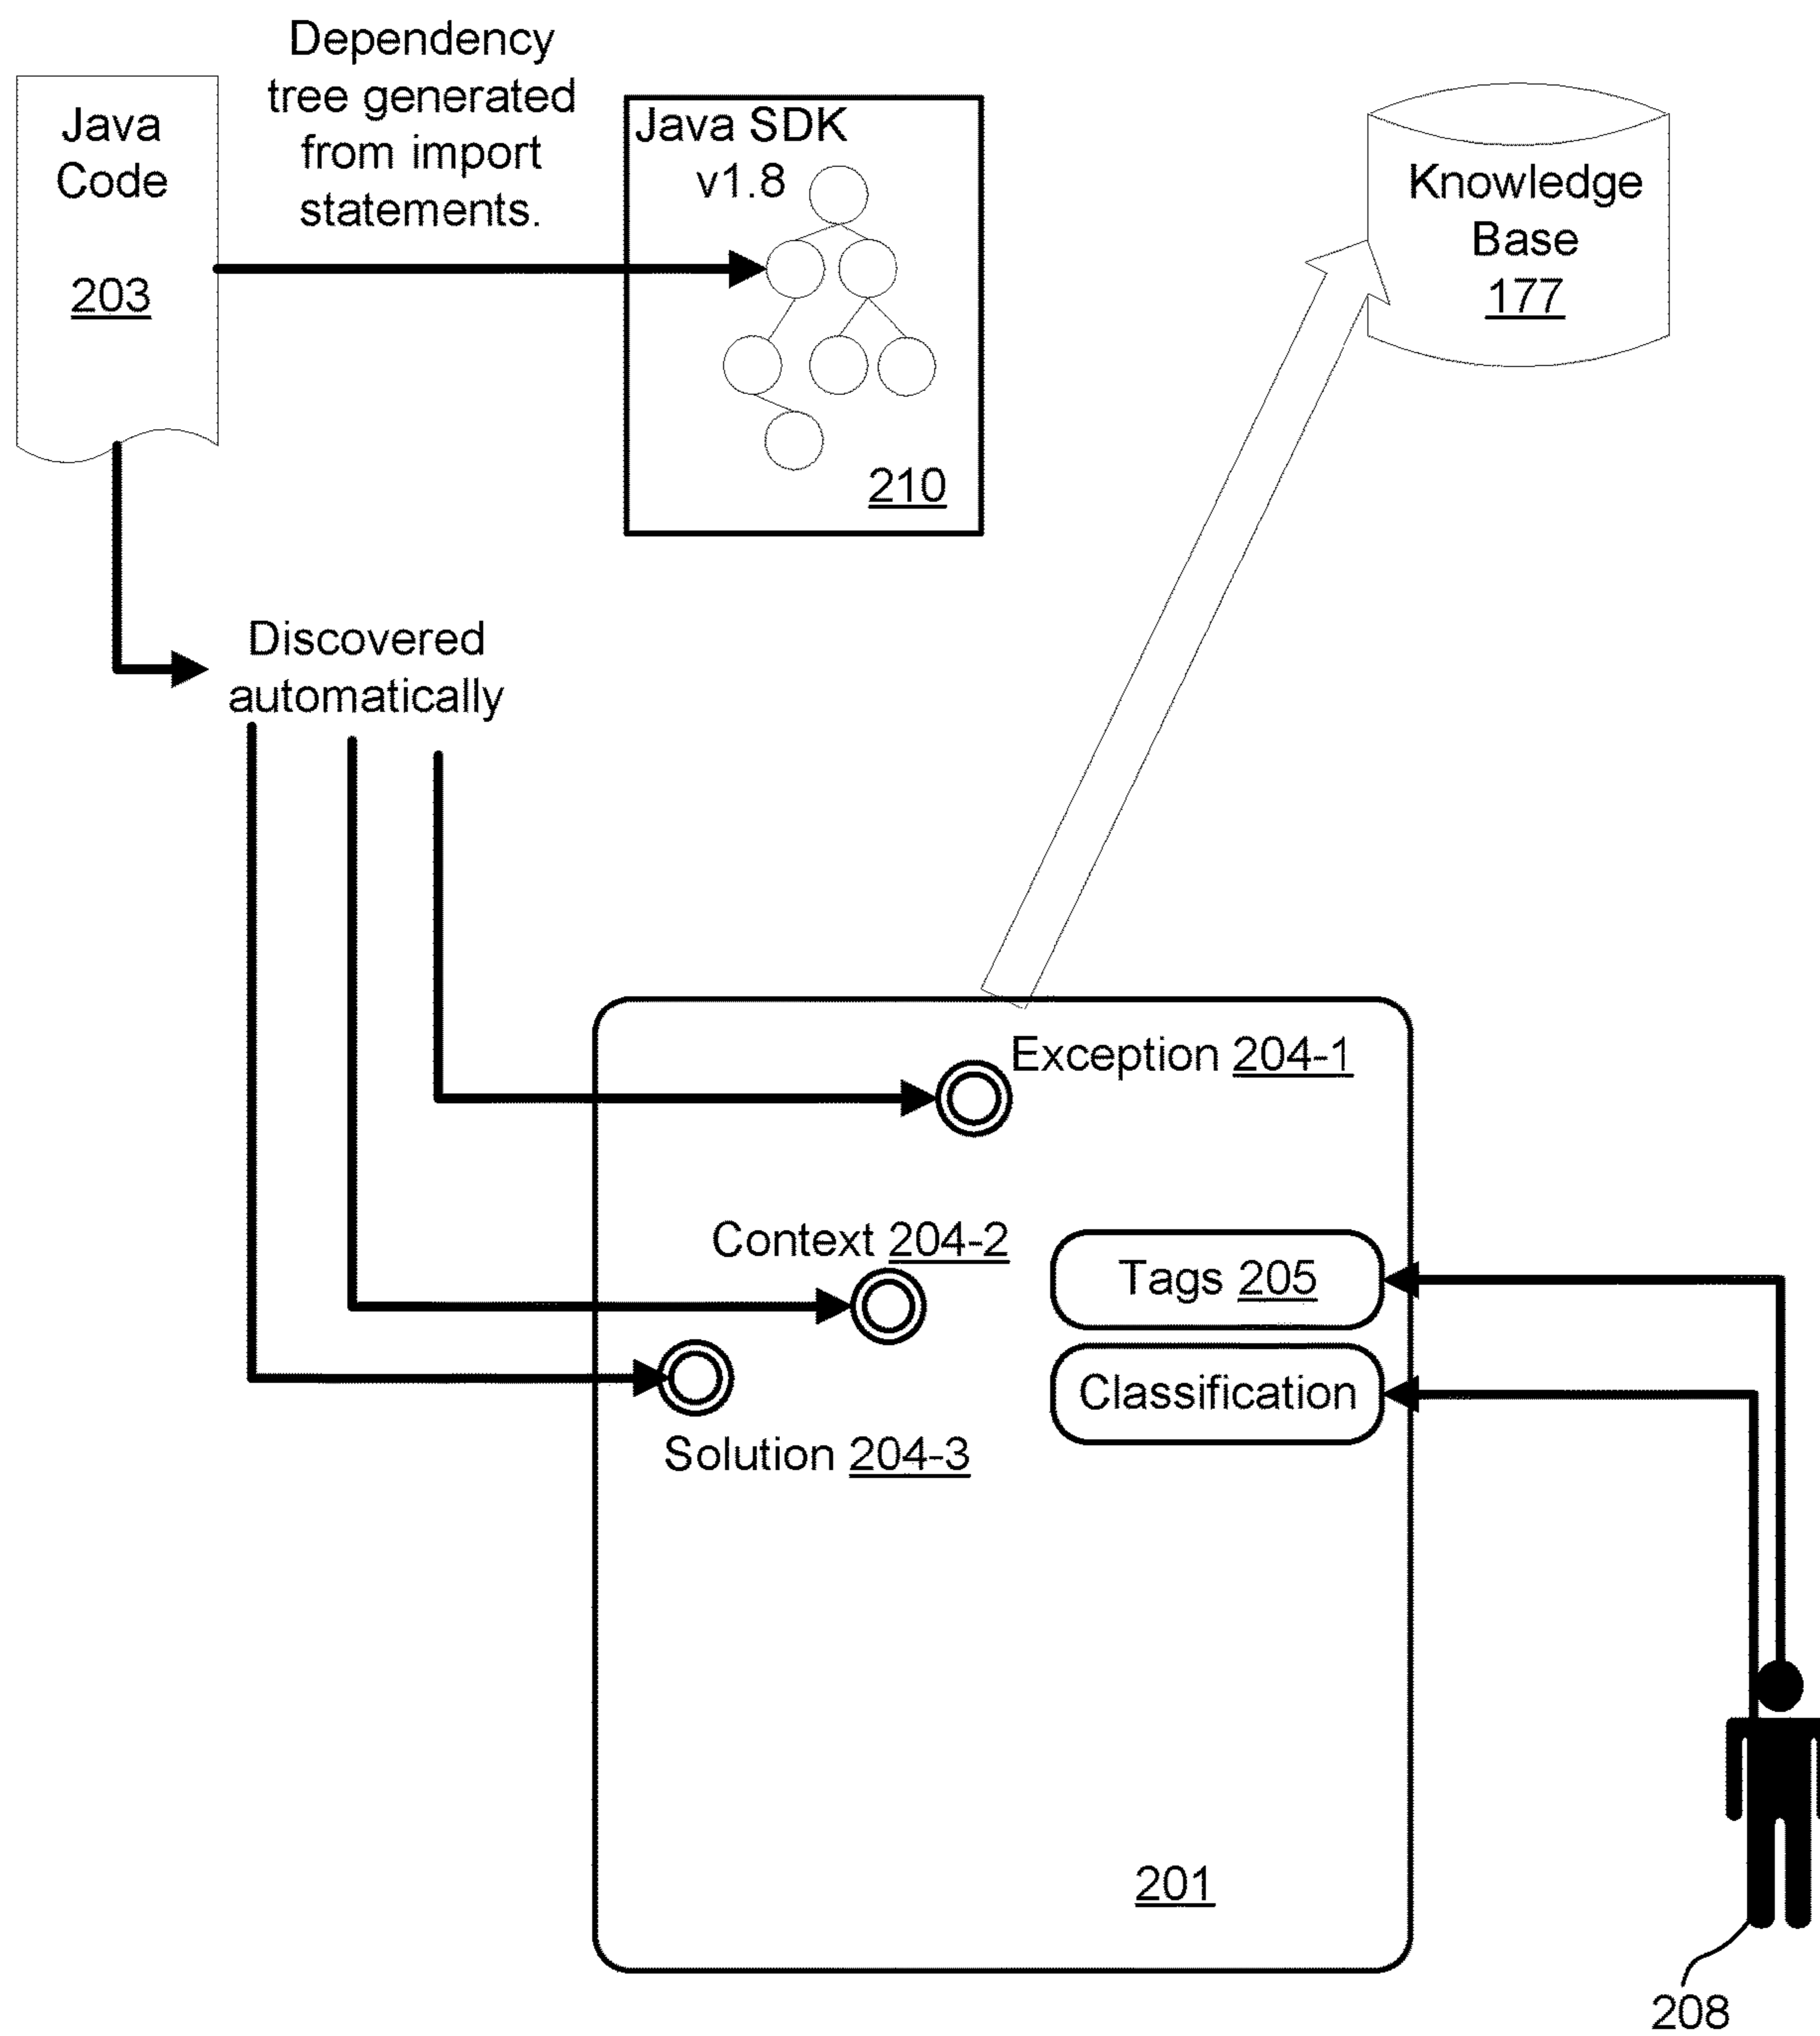 Java
Code
203
Dependency
tree generated
from import
statements.
Java SDK
v1.8
210
Knowledge
Base
177
Discovered
automatically
Exception 204-1
Context 204-2
Tags 205
Classification
Solution 204-3
201
208